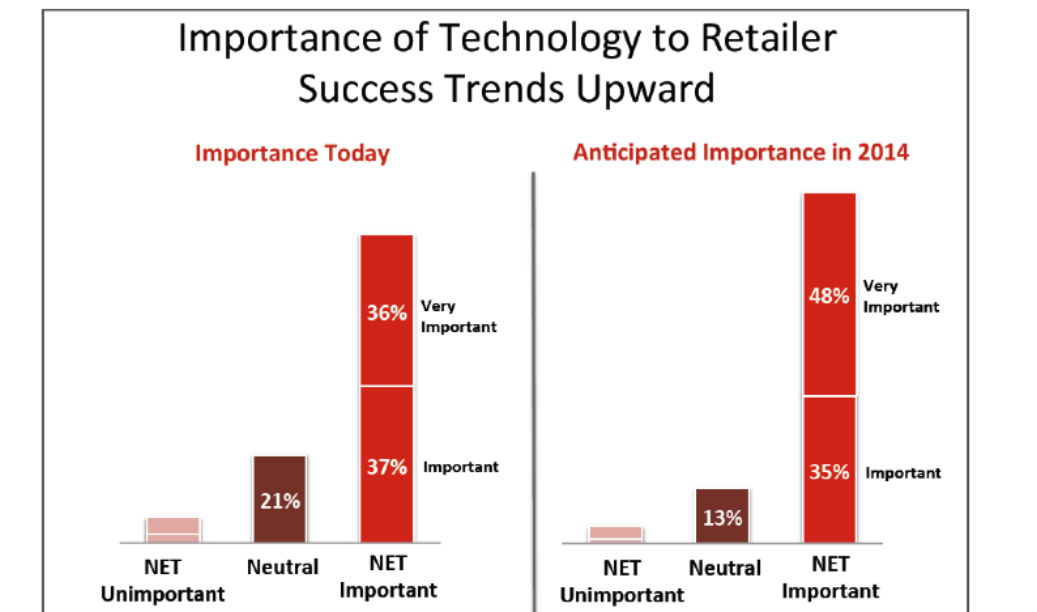 Importance of Technology to Retailer
Success Trends Upward
Importance Today
36%
Very
Important
37%
Important
21%
NET
Unimportant
Neutral
NET
Important
Anticipated Importance in 2014
48%
Very
Important
35%
Important
13%
NET
Unimportant
Neutral
NET
Important